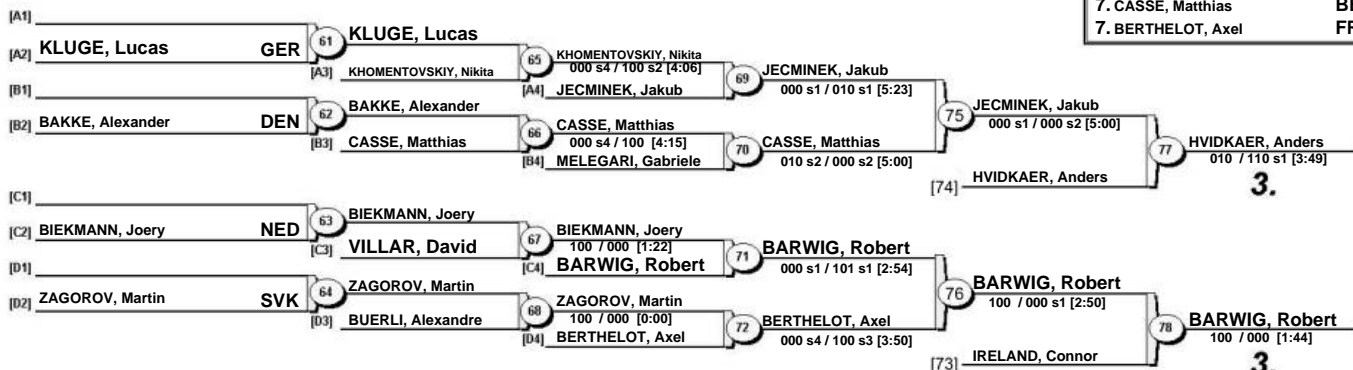 7. CASSE, Matthias
7. BERTHELOT, Axel
[A1]
[A2] KLUGE, Lucas GER 61 KLUGE, Lucas
[A3] KHOMENTOVSKIY, Nikita 65 KHOMENTOVSKIY, Nikita
000 s4 / 100 s2 [4:06]
[A4] JECMINEK, Jakub 69 JECMINEK, Jakub
000 s1 / 010 s1 [5:23]
[B1]
[B2] BAKKE, Alexander DEN 62 BAKKE, Alexander
[B3] CASSE, Matthias 66 CASSE, Matthias
000 s4 / 100 [4:15]
[B4] MELEGARI, Gabriele 70 CASSE, Matthias
010 s2 / 000 s2 [5:00]
75 JECMINEK, Jakub
000 s1 / 000 s2 [5:00]
[74] HVIDKAER, Anders 77 HVIDKAER, Anders
010 / 110 s1 [3:49]
3.
[C1]
[C2] BIEKMANN, Joery NED 63 BIEKMANN, Joery
[C3] VILLAR, David 67 BIEKMANN, Joery
100 / 000 [1:22]
[C4] BARWIG, Robert 71 BARWIG, Robert
000 s1 / 101 s1 [2:54]
[D1]
[D2] ZAGOROV, Martin SVK 64 ZAGOROV, Martin
[D3] BUERLI, Alexandre 68 ZAGOROV, Martin
100 / 000 [0:00]
[D4] BERTHELOT, Axel 72 BERTHELOT, Axel
000 s4 / 100 s3 [3:50]
76 BARWIG, Robert
100 / 000 s1 [2:50]
[73] IRELAND, Connor 78 BARWIG, Robert
100 / 000 [1:44]
3.